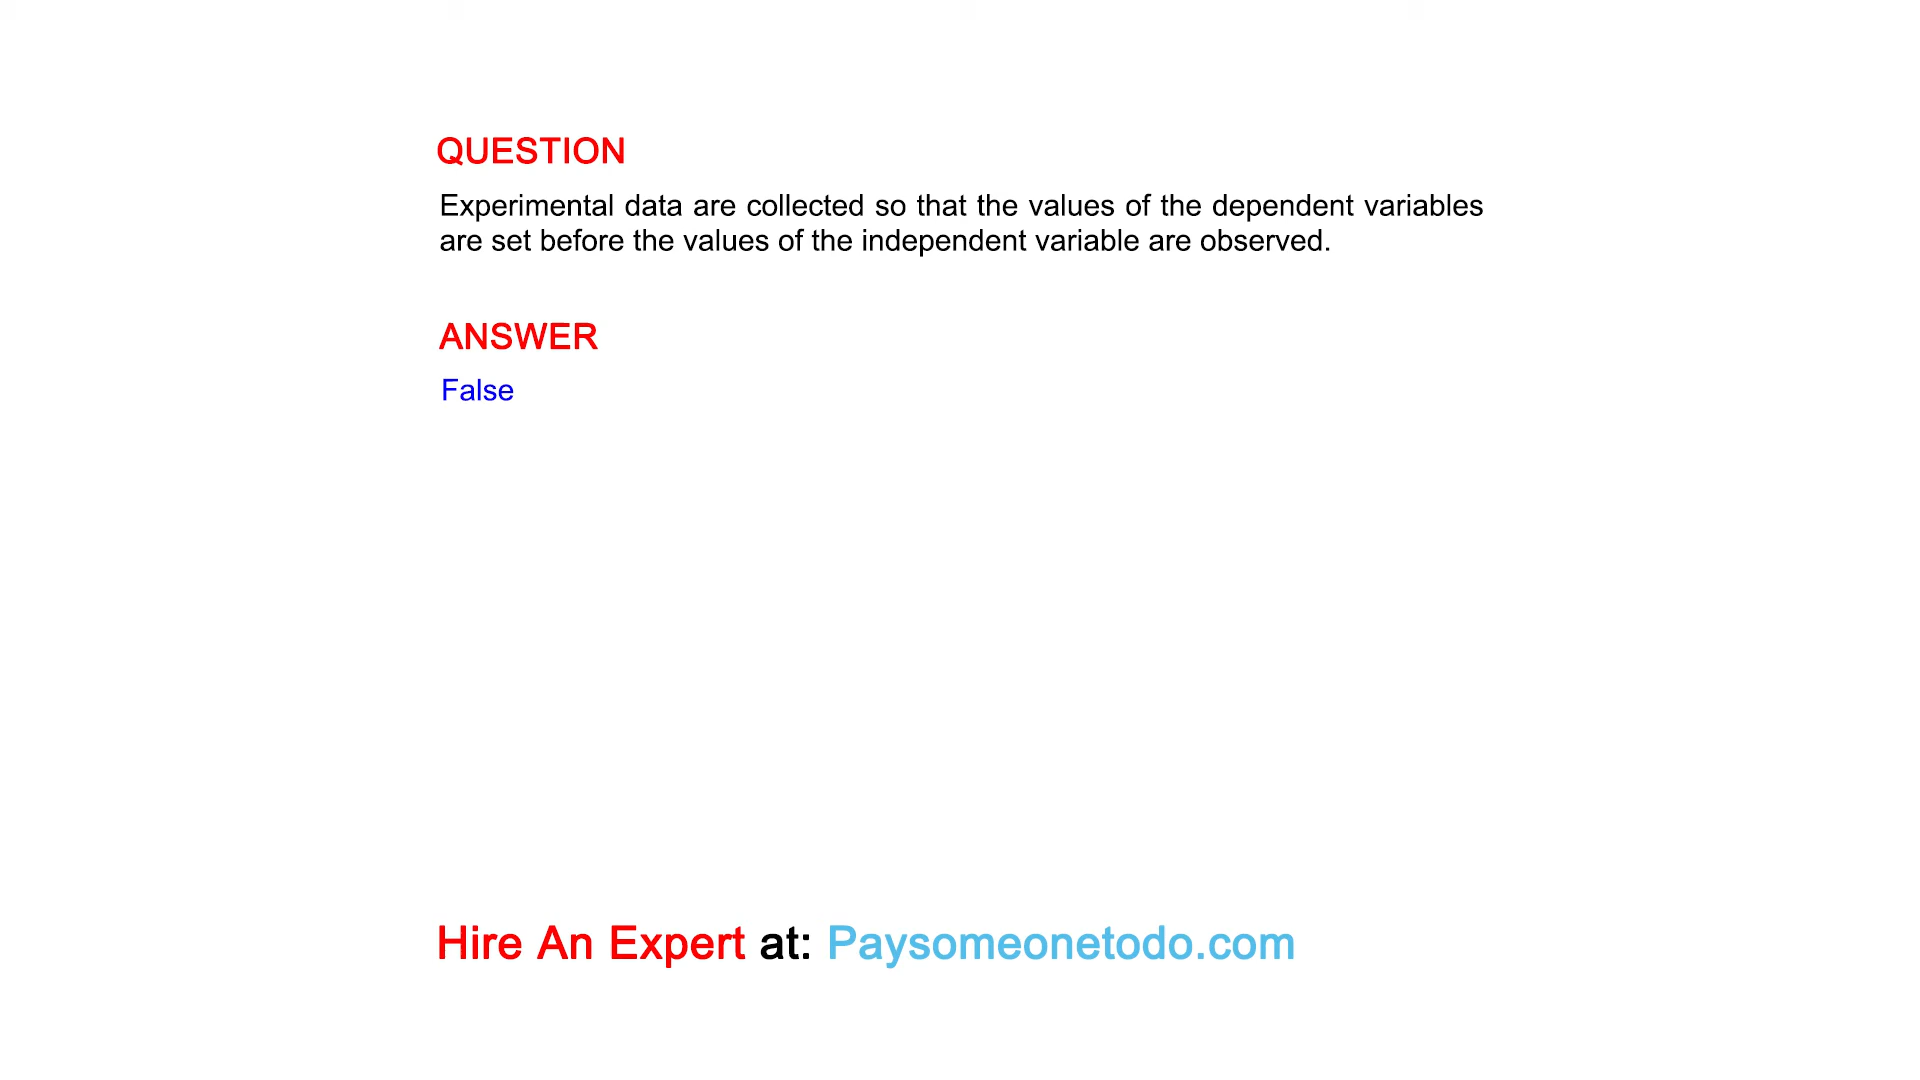 QUESTION
Experimental data are collected so that the values of the dependent variables
are set before the values of the independent variable are observed.
ANSWER
False
Hire An Expert at: Paysomeonetodo.com